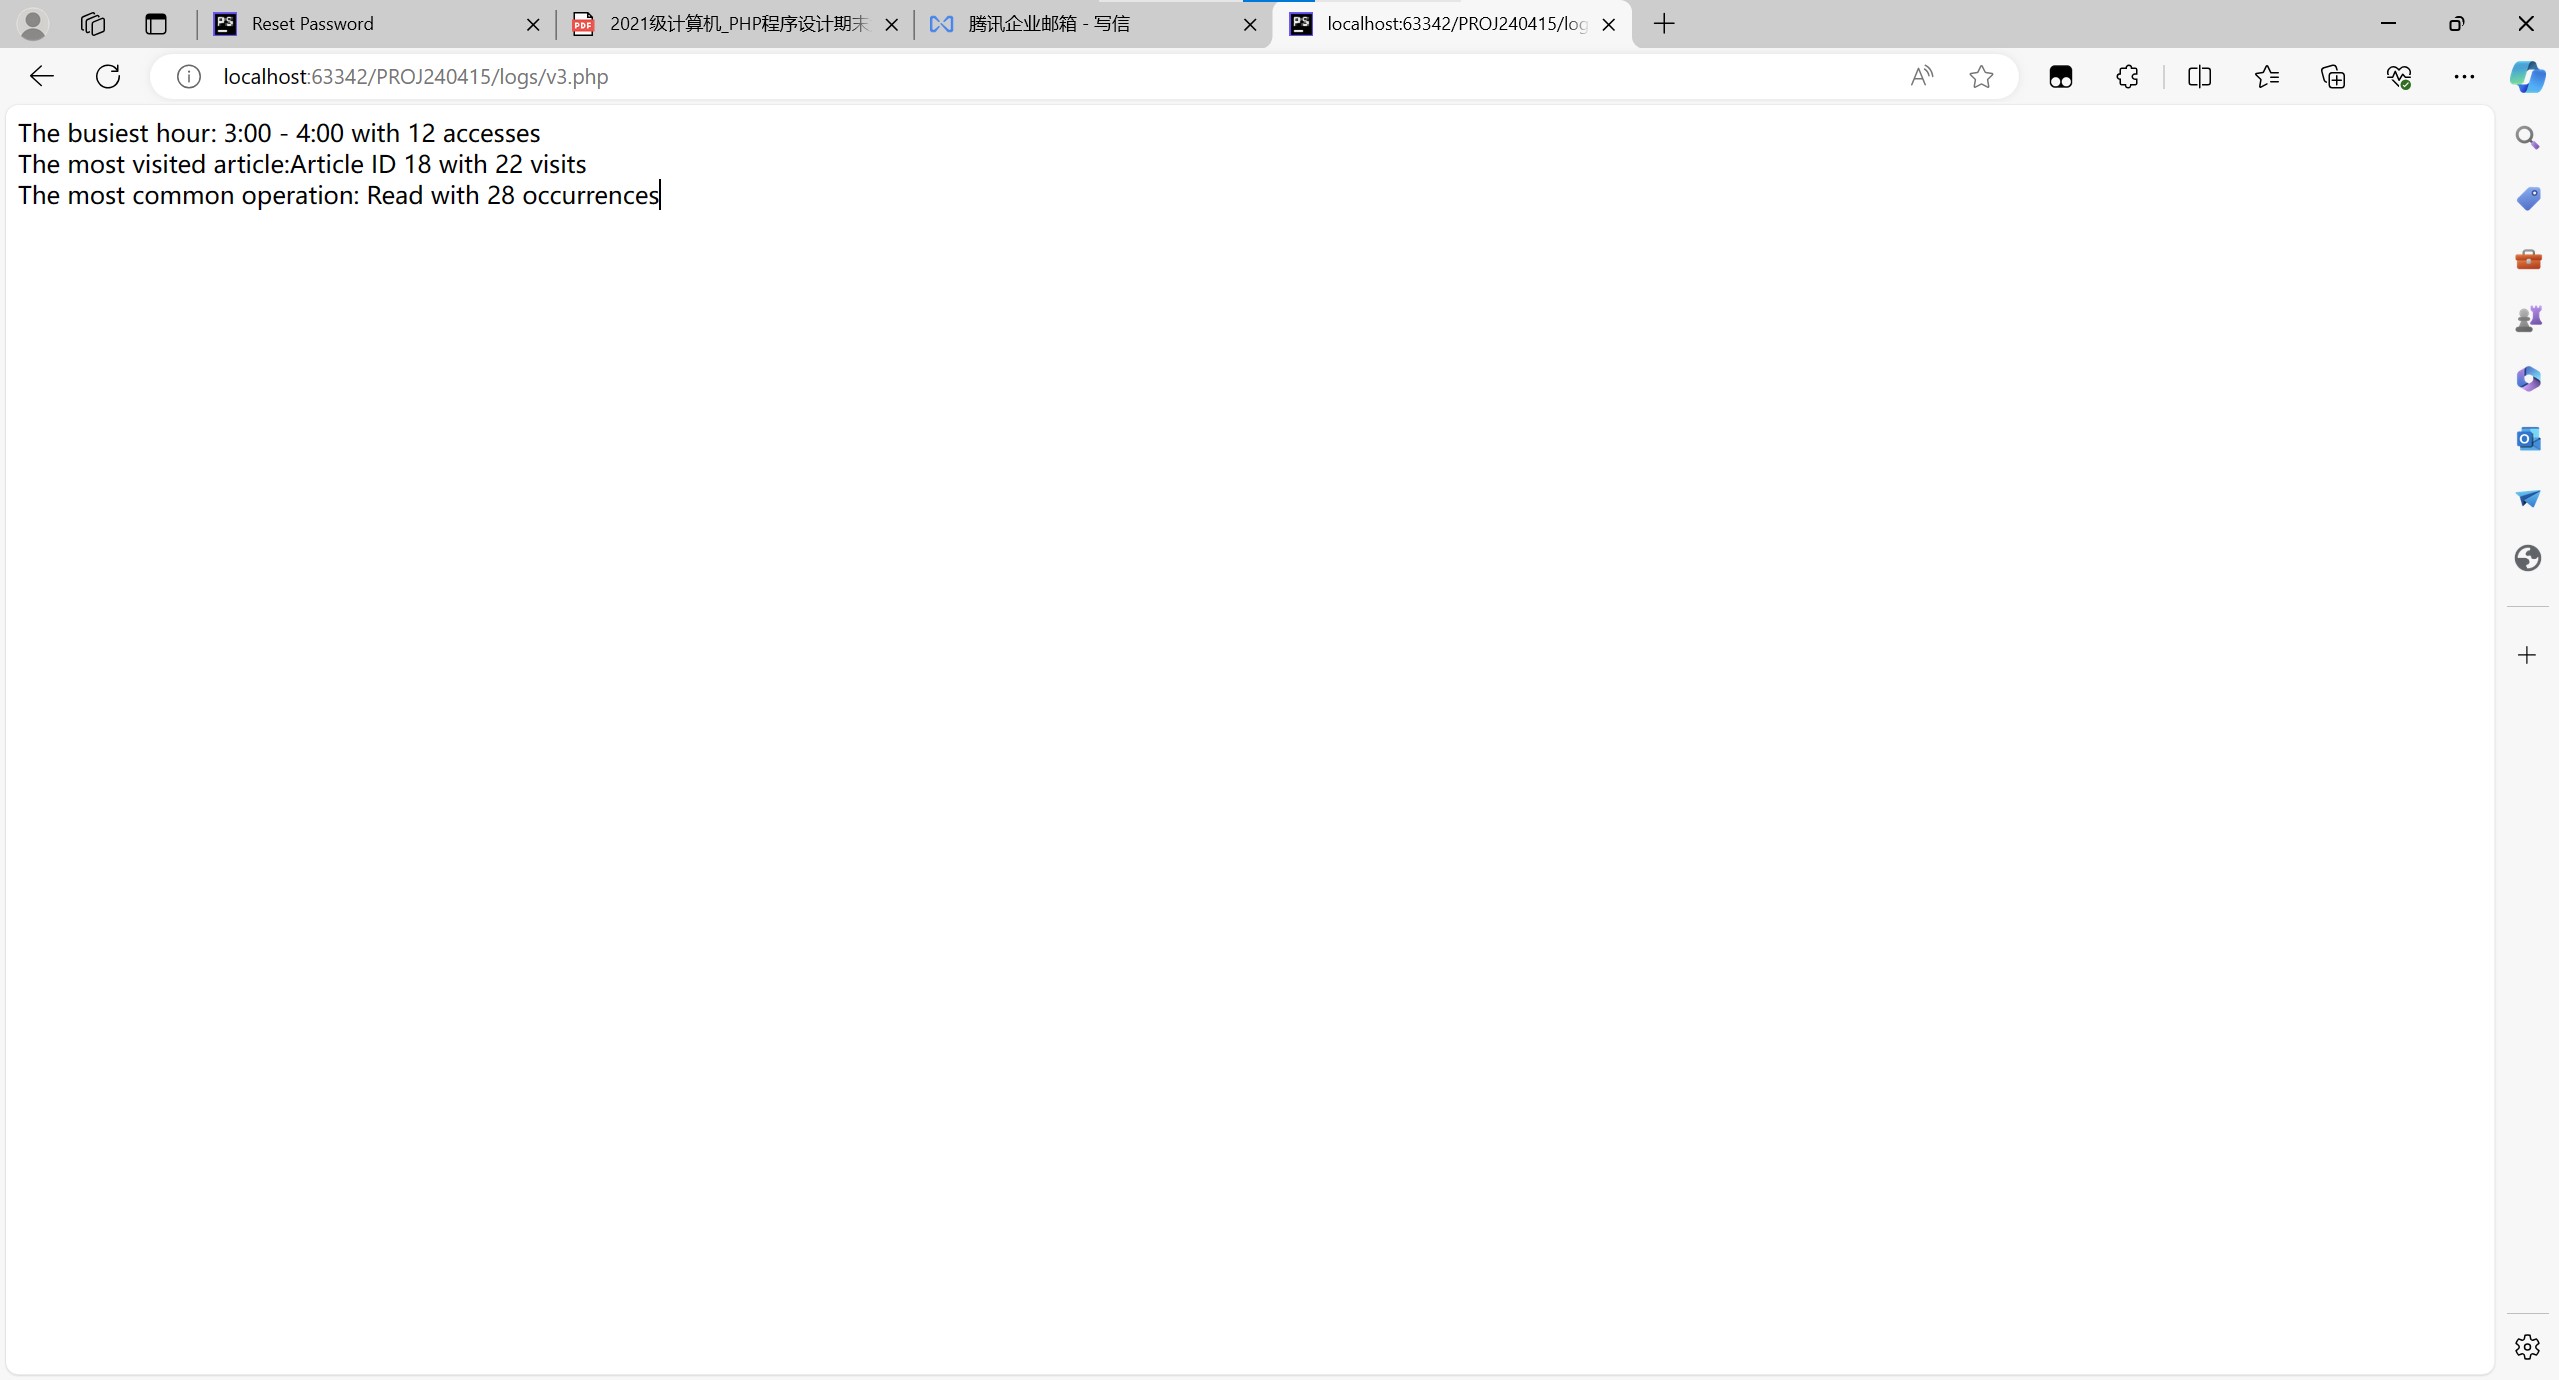 Reset Password
2021级计算机_PHP程序设计期末
腾讯企业邮箱 - 写信
localhost:63342/PROJ240415/log
localhost:63342/PROJ240415/logs/v3.php
The busiest hour: 3:00 - 4:00 with 12 accesses
The most visited article:Article ID 18 with 22 visits
The most common operation: Read with 28 occurrences